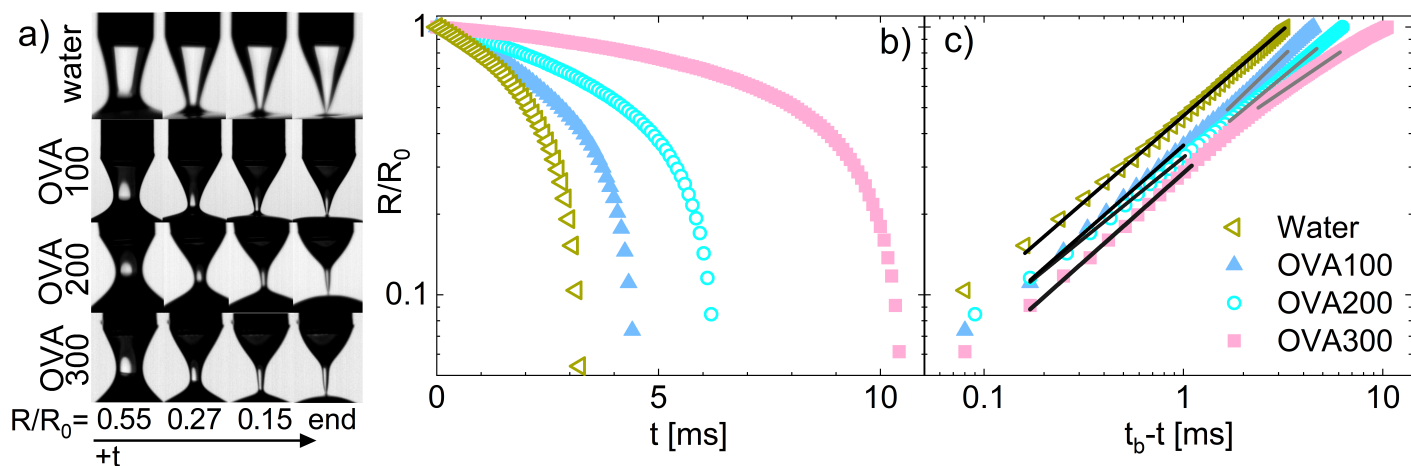 a)
water
OVA
100
OVA
200
OVA
300
R/R₀= 0.55 0.27 0.15 end
+t
R/R₀
1
0.1
b)
0 5 10
t [ms]
c)
Water
OVA100
OVA200
OVA300
0.1 1 10
t_b-t [ms]